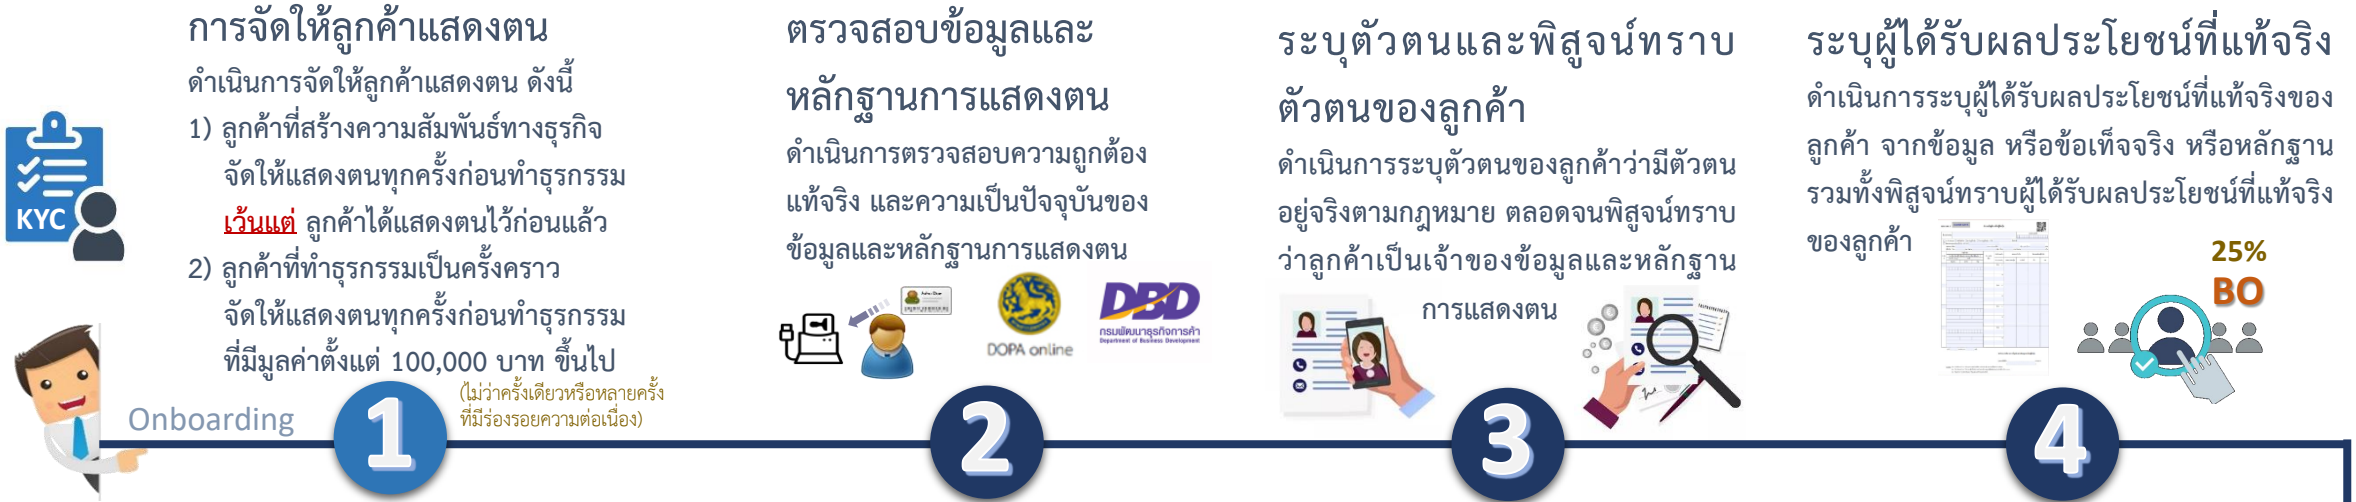 การจัดให้ลูกค้าแสดงตน
ดำเนินการจัดให้ลูกค้าแสดงตน ดังนี้
1) ลูกค้าที่สร้างความสัมพันธ์ทางธุรกิจ
จัดให้แสดงตนทุกครั้งก่อนทำธุรกรรม
เว้นแต่ ลูกค้าได้แสดงตนไว้ก่อนแล้ว
2) ลูกค้าที่ทำธุรกรรมเป็นครั้งคราว
จัดให้แสดงตนทุกครั้งก่อนทำธุรกรรม
ที่มีมูลค่าตั้งแต่ 100,000 บาท ขึ้นไป
(ไม่ว่าครั้งเดียวหรือหลายครั้ง
ที่มีร่องรอยความต่อเนื่อง)
KYC
Onboarding
1
ตรวจสอบข้อมูลและ
หลักฐานการแสดงตน
ดำเนินการตรวจสอบความถูกต้อง
แท้จริง และความเป็นปัจจุบันของ
ข้อมูลและหลักฐานการแสดงตน
DOPA online
DBD
กรมพัฒนาธุรกิจการค้า
Department of Business Development
2
ระบุตัวตนและพิสูจน์ทราบ
ตัวตนของลูกค้า
ดำเนินการระบุตัวตนของลูกค้าว่ามีตัวตน
อยู่จริงตามกฎหมาย ตลอดจนพิสูจน์ทราบ
ว่าลูกค้าเป็นเจ้าของข้อมูลและหลักฐาน
การแสดงตน
3
ระบุผู้ได้รับผลประโยชน์ที่แท้จริง
ดำเนินการระบุผู้ได้รับผลประโยชน์ที่แท้จริงของ
ลูกค้า จากข้อมูล หรือข้อเท็จจริง หรือหลักฐาน
รวมทั้งพิสูจน์ทราบผู้ได้รับผลประโยชน์ที่แท้จริง
ของลูกค้า
25%
BO
4